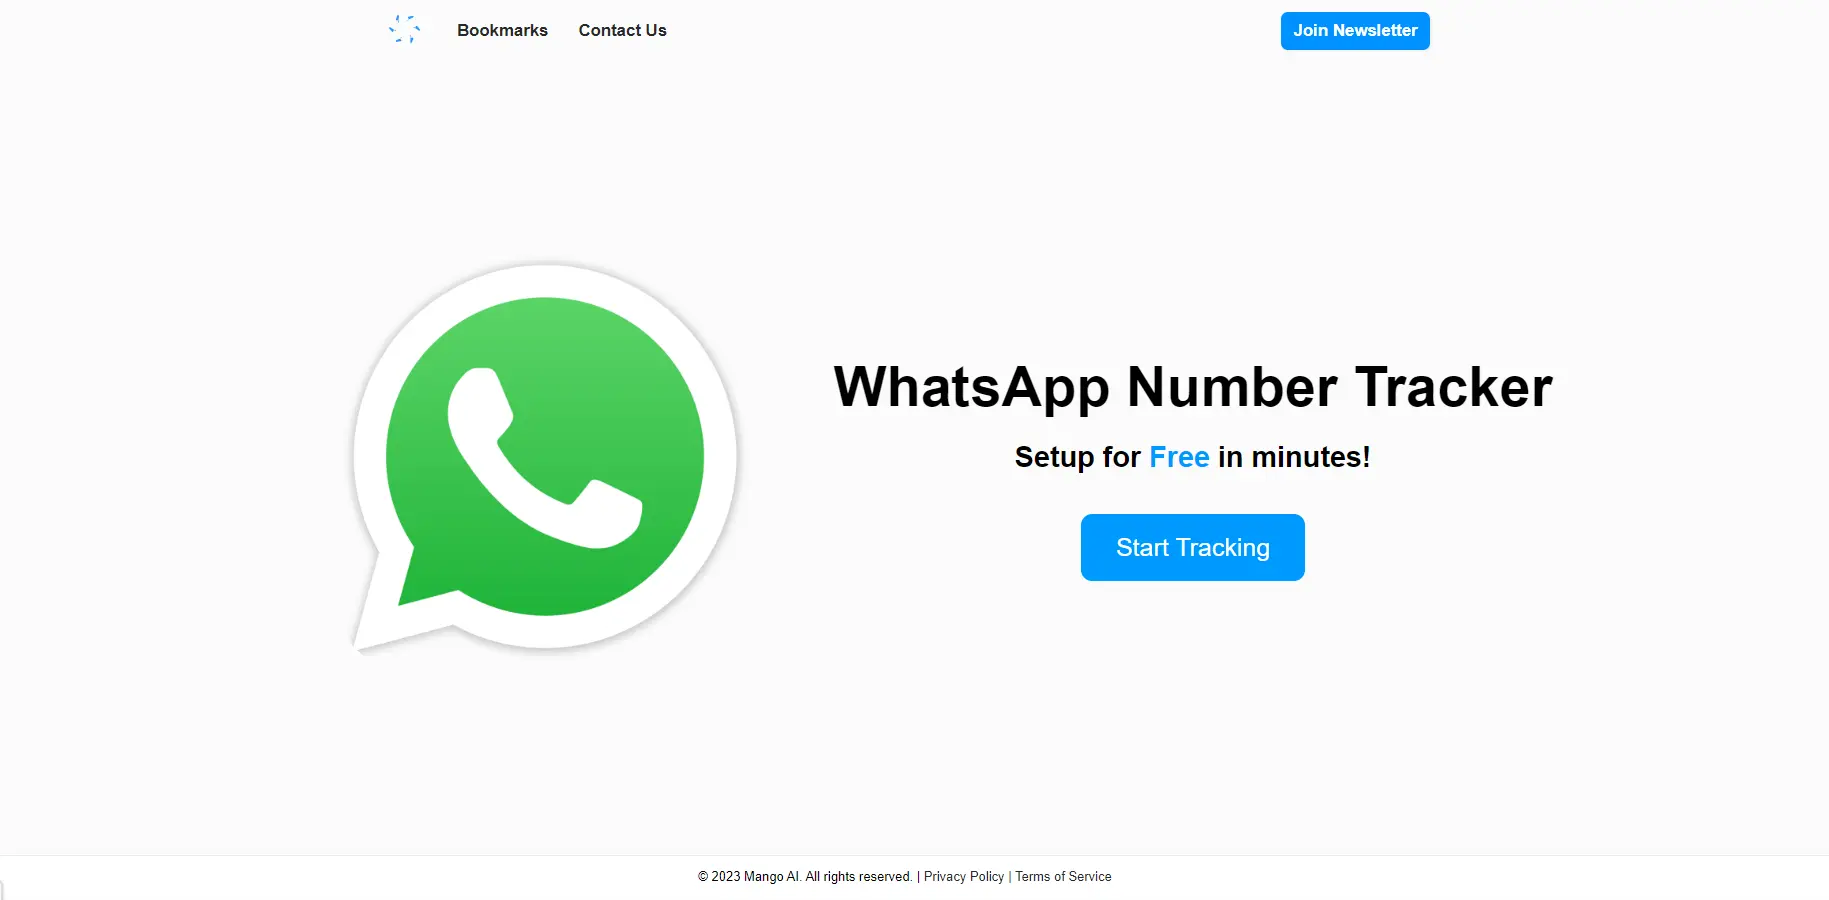 Bookmarks Contact Us Join Newsletter
WhatsApp Number Tracker
Setup for Free in minutes!
Start Tracking
© 2023 Mango AI. All rights reserved. | Privacy Policy | Terms of Service